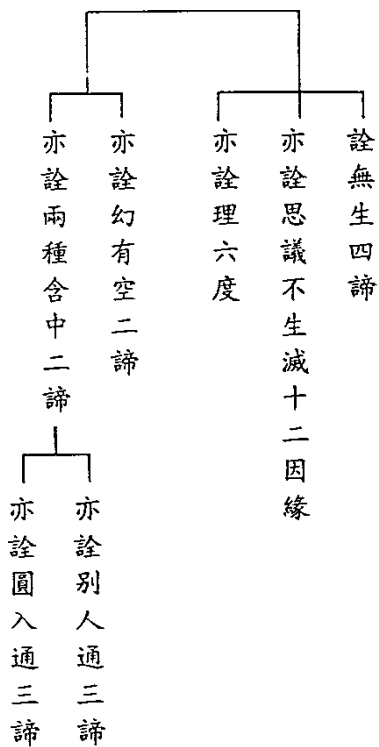 詮無生四諦
亦詮思議不生滅十二因緣
亦詮理六度
亦詮幻有空二諦
亦詮兩種含中二諦
亦詮別人通三諦
亦詮圓入通三諦